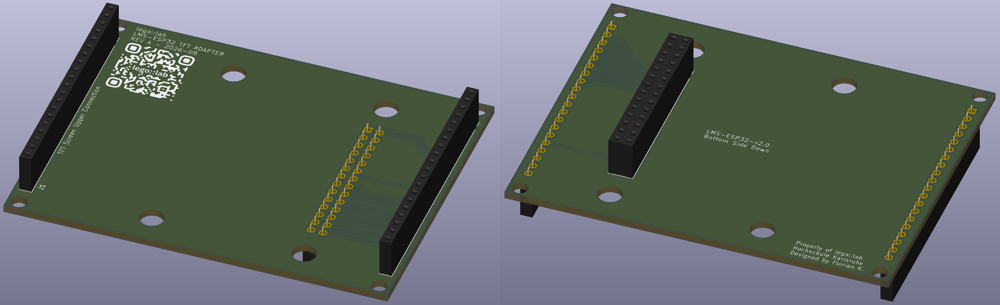 lego::lab
LMS-ESP32 TFT ADAPTER
REV A - 2026-08
lego::lab
TFT Screen Upper Connection
J1
LMS-ESP32-v2.0
Bottom Side Down
Property of lego::lab
Hochschule Karlsruhe
Designed by Florian K.